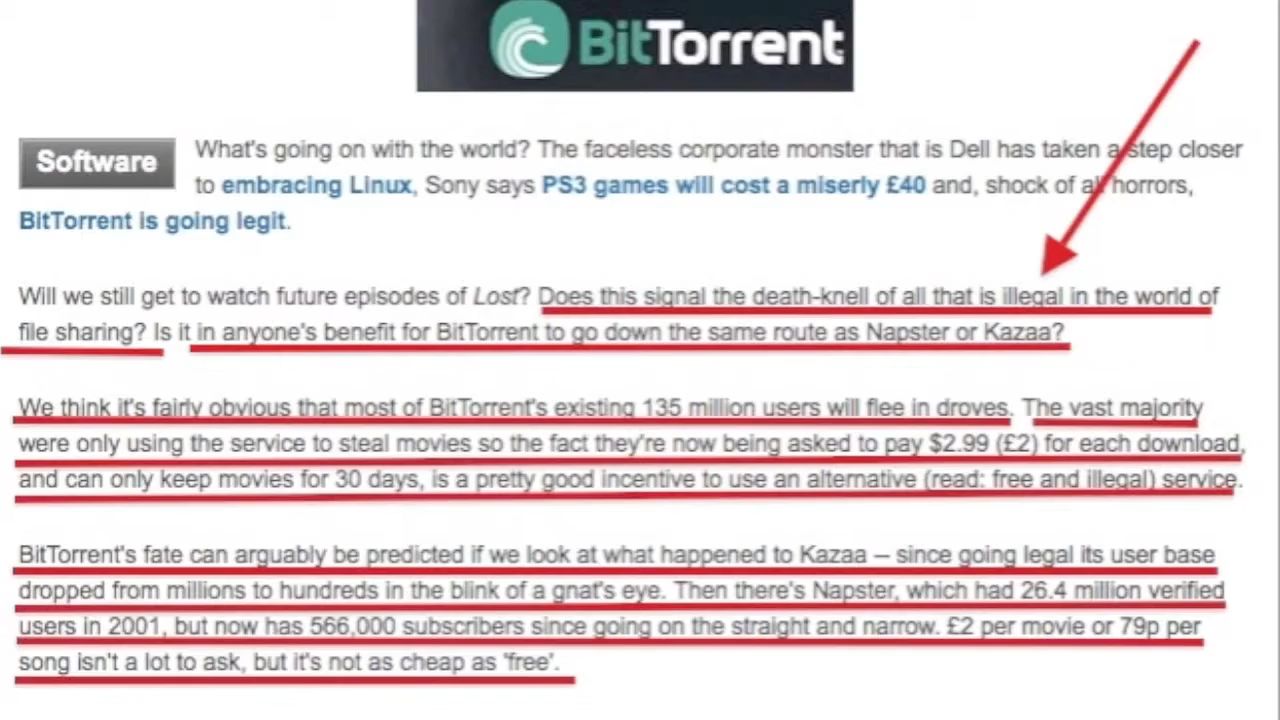 BitTorrent
Software
What's going on with the world? The faceless corporate monster that is Dell has taken a step closer
to embracing Linux, Sony says PS3 games will cost a miserly £40 and, shock of all horrors,
BitTorrent is going legit.
Will we still get to watch future episodes of Lost? Does this signal the death-knell of all that is illegal in the world of
file sharing? Is it in anyone's benefit for BitTorrent to go down the same route as Napster or Kazaa?
We think it's fairly obvious that most of BitTorrent's existing 135 million users will flee in droves. The vast majority
were only using the service to steal movies so the fact they're now being asked to pay $2.99 (£2) for each download,
and can only keep movies for 30 days, is a pretty good incentive to use an alternative (read: free and illegal) service.
BitTorrent's fate can arguably be predicted if we look at what happened to Kazaa – since going legal its user base
dropped from millions to hundreds in the blink of a gnat's eye. Then there's Napster, which had 26.4 million verified
users in 2001, but now has 566,000 subscribers since going on the straight and narrow. £2 per movie or 79p per
song isn't a lot to ask, but it's not as cheap as 'free'.